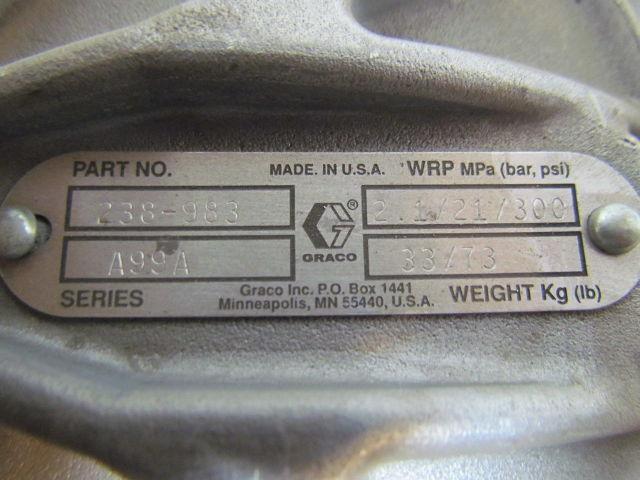 PART NO. MADE IN U.S.A. WRP MPa (bar, psi)
238-983 ® 2.1/21/300
A99A GRACO 33/73
SERIES Graco Inc. P.O. Box 1441 WEIGHT Kg (lb)
Minneapolis, MN 55440, U.S.A.